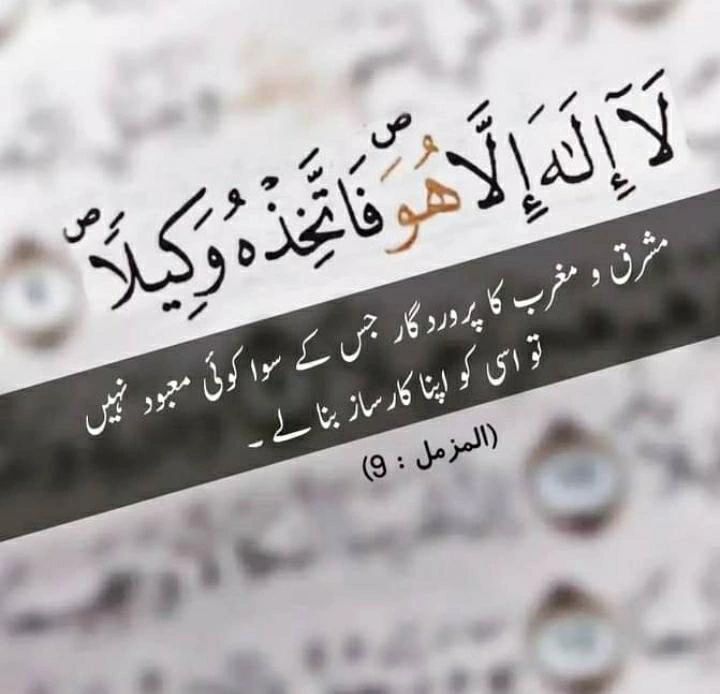 لَآ إِلَٰهَ إِلَّا هُوَ ۖ فَاتَّخِذْهُ وَكِيلًا ۖ
مشرق و مغرب کا پروردگار جس کے سوا کوئی معبود نہیں
تو اسی کو اپنا کارساز بنا لے ۔
(المزمل : 9)